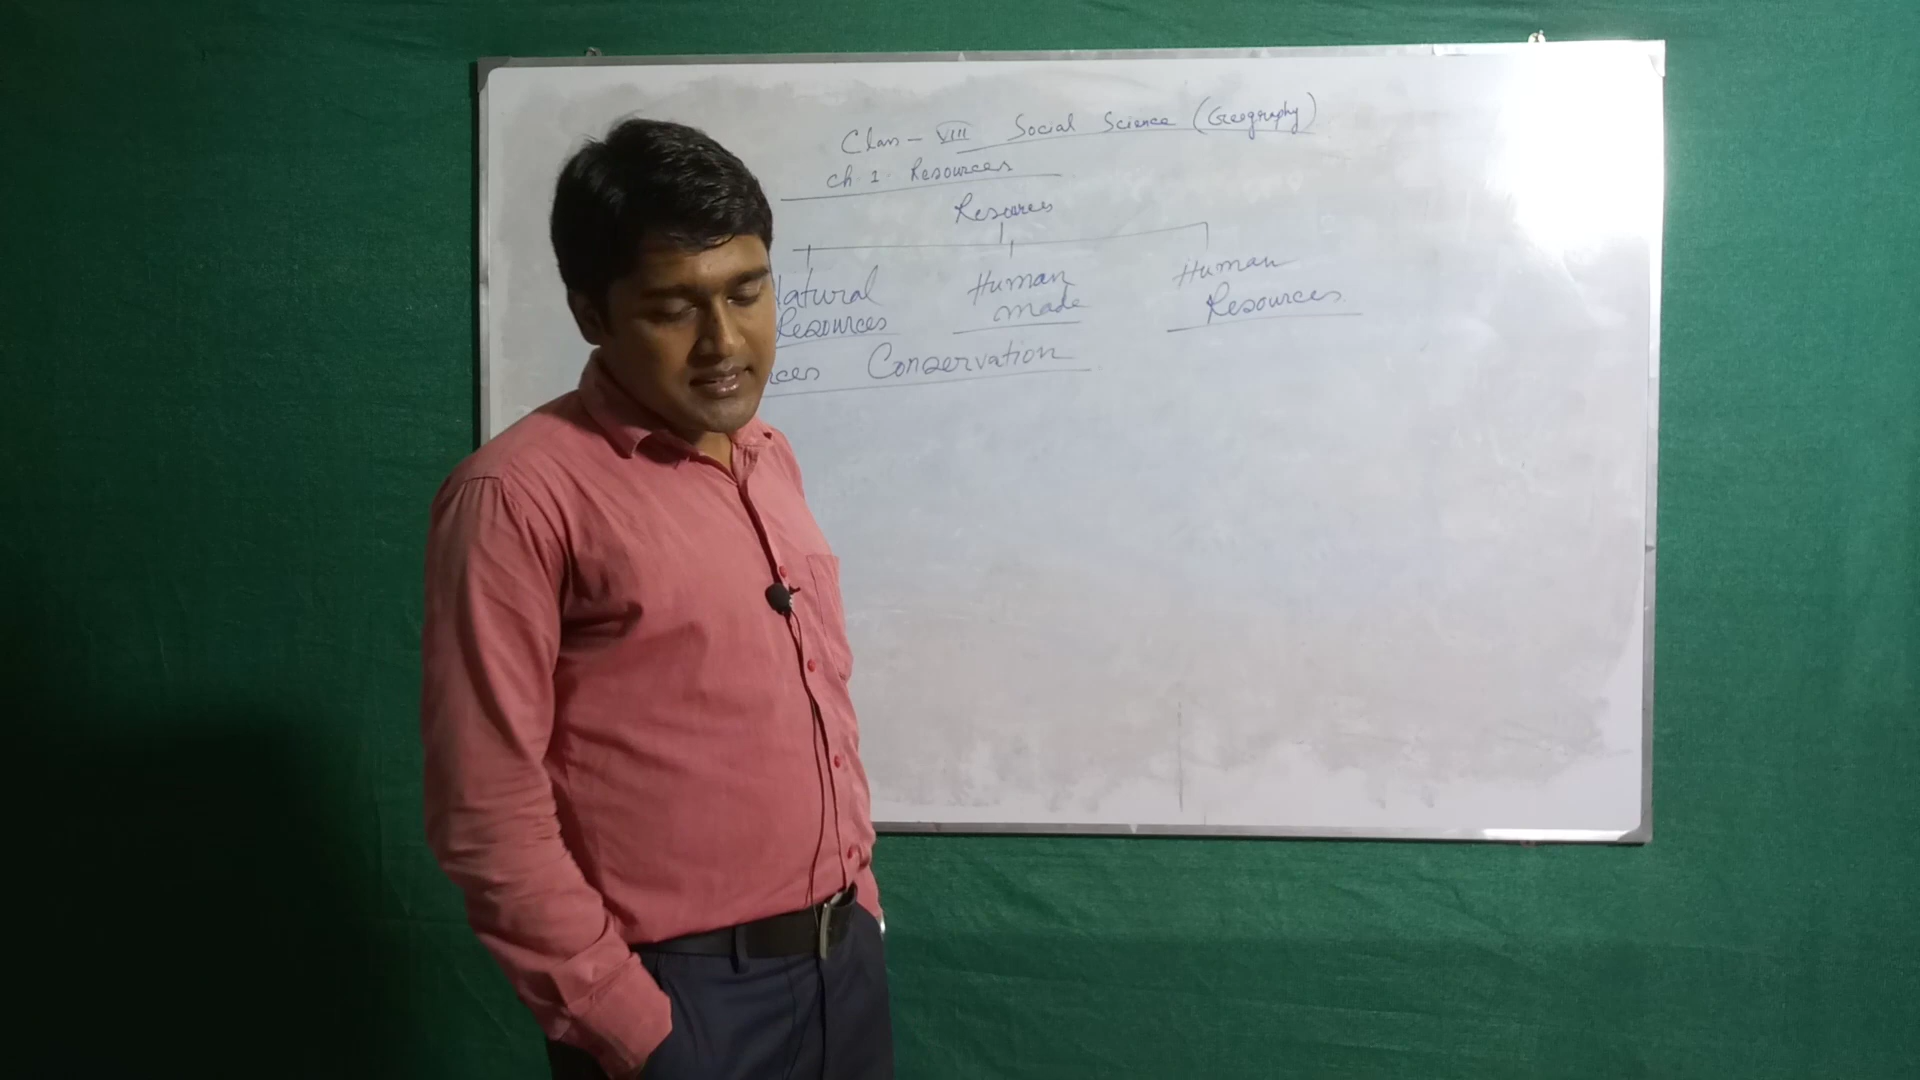 Class - VIII Social Science (Geography)
Ch 1. Resources
Resources
Natural Human Human
Resources made Resources
Conservation